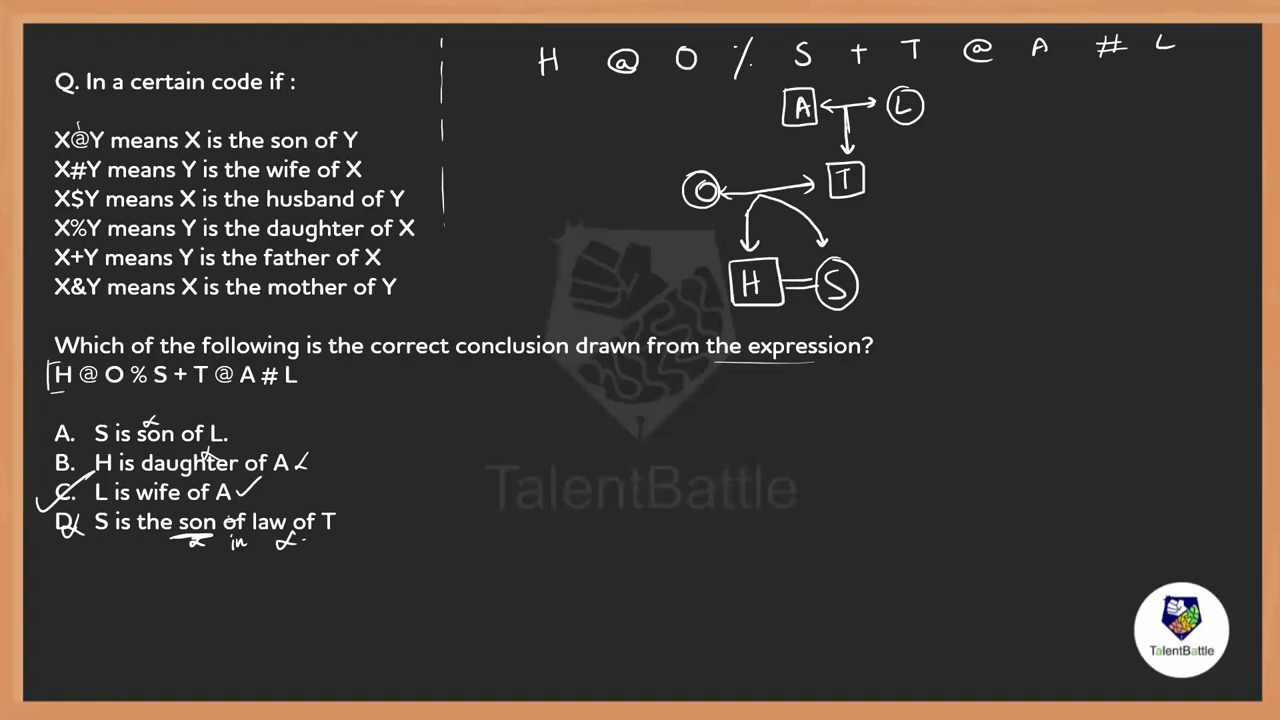 H @ O % S + T @ A # L
Q. In a certain code if :
A L
X@Y means X is the son of Y
X#Y means Y is the wife of X
O T
X$Y means X is the husband of Y
X%Y means Y is the daughter of X
X+Y means Y is the father of X
H S
X&Y means X is the mother of Y
Which of the following is the correct conclusion drawn from the expression?
H @ O % S + T @ A # L
A. S is son of L.
B. H is daughter of A
TalentBattle
C. L is wife of A
D. S is the son of law of T
in
TalentBattle